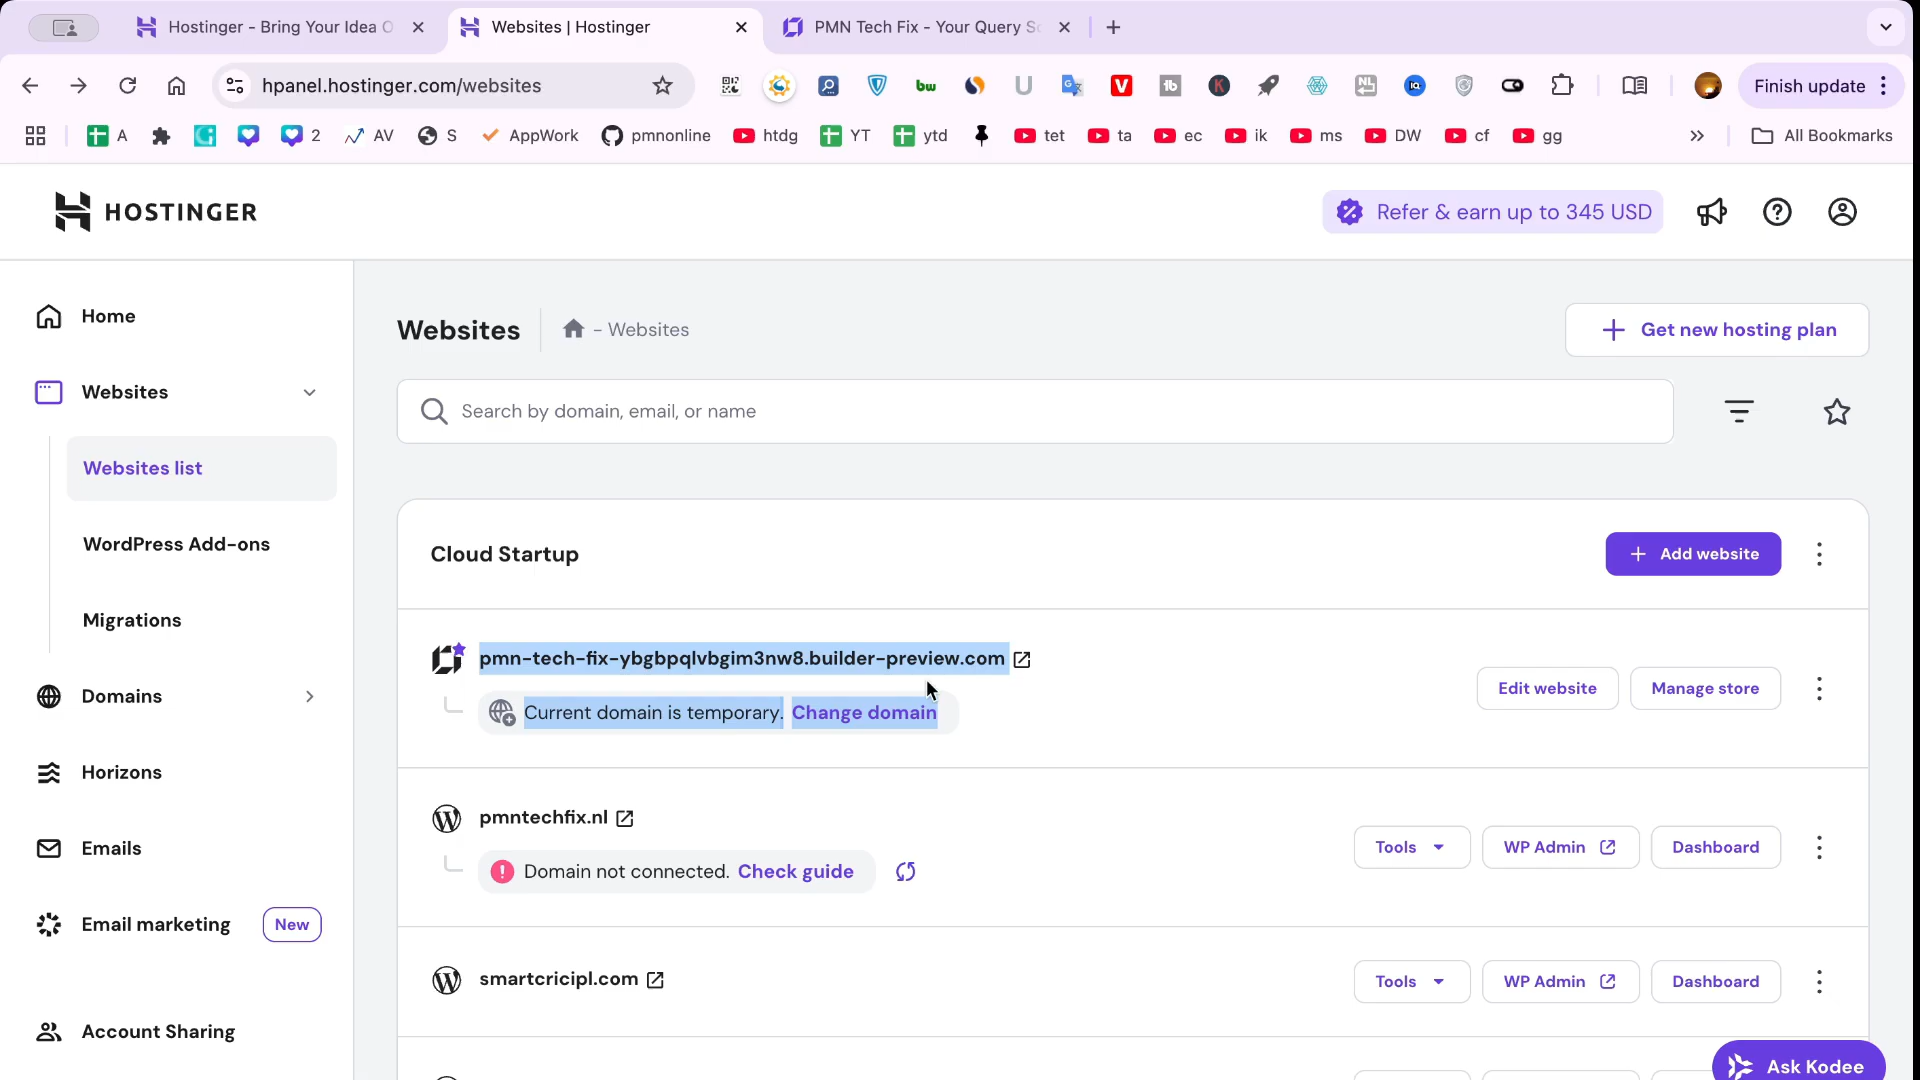 Hostinger - Bring Your Idea O
Websites | Hostinger
PMN Tech Fix - Your Query So
hpanel.hostinger.com/websites
bw
U
V
tb
K
NL
IQ
Finish update
A
2
AV
S
AppWork
pmnonline
htdg
YT
ytd
tet
ta
ec
ik
ms
DW
cf
gg
All Bookmarks
HOSTINGER
Refer & earn up to 345 USD
Home
Websites
Websites list
WordPress Add-ons
Migrations
Domains
Horizons
Emails
Email marketing
New
Account Sharing
Websites
- Websites
Get new hosting plan
Search by domain, email, or name
Cloud Startup
Add website
pmn-tech-fix-ybgbpqlvbgim3nw8.builder-preview.com
Current domain is temporary. Change domain
Edit website
Manage store
pmntechfix.nl
Domain not connected. Check guide
Tools
WP Admin
Dashboard
smartcricipl.com
Tools
WP Admin
Dashboard
Ask Kodee